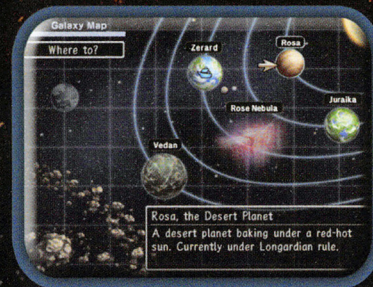 Galaxy Map
Where to?
Zerard
Rosa
Juraika
Rose Nebula
Vedan
Rosa, the Desert Planet
A desert planet baking under a red-hot
sun. Currently under Longardian rule.